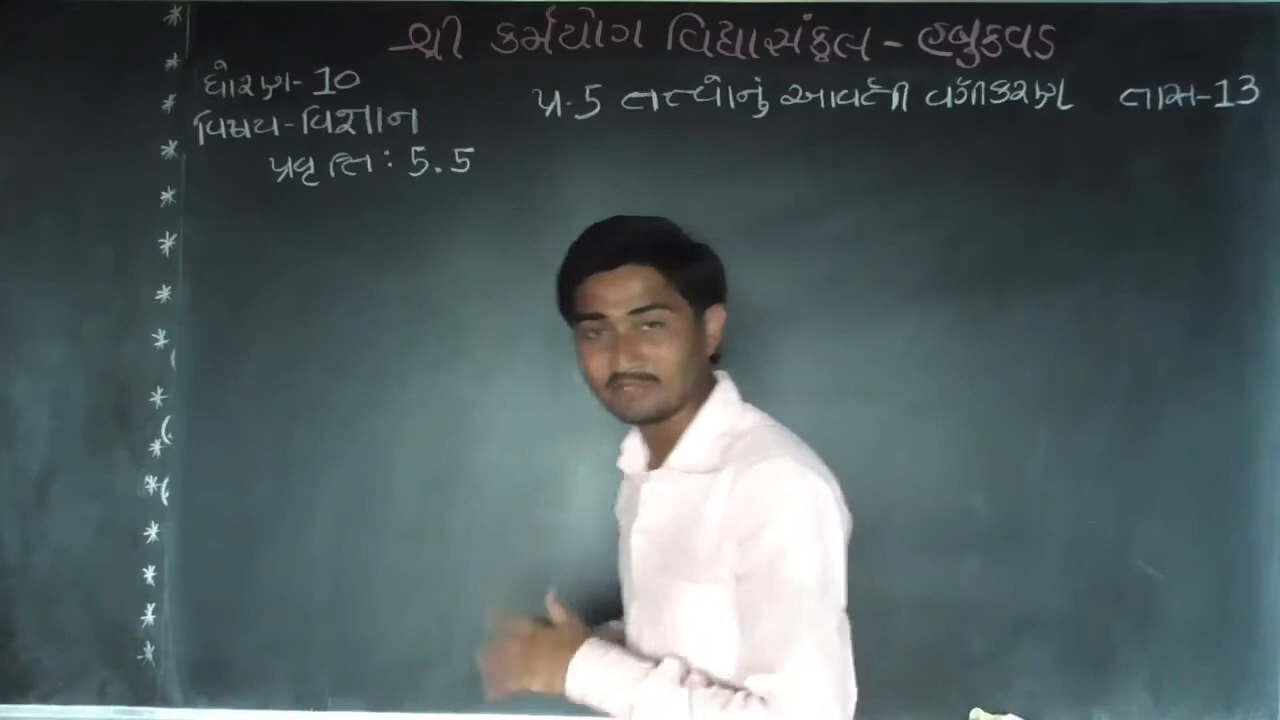 શ્રી કર્મયોગ વિદ્યાસંકુલ - હબુકવડ
ધોરણ-10
પ્ર.5 તત્વોનું આવર્તી વર્ગીકરણ તાસ-13
વિષય-વિજ્ઞાન
પ્રવૃત્તિ : 5.5